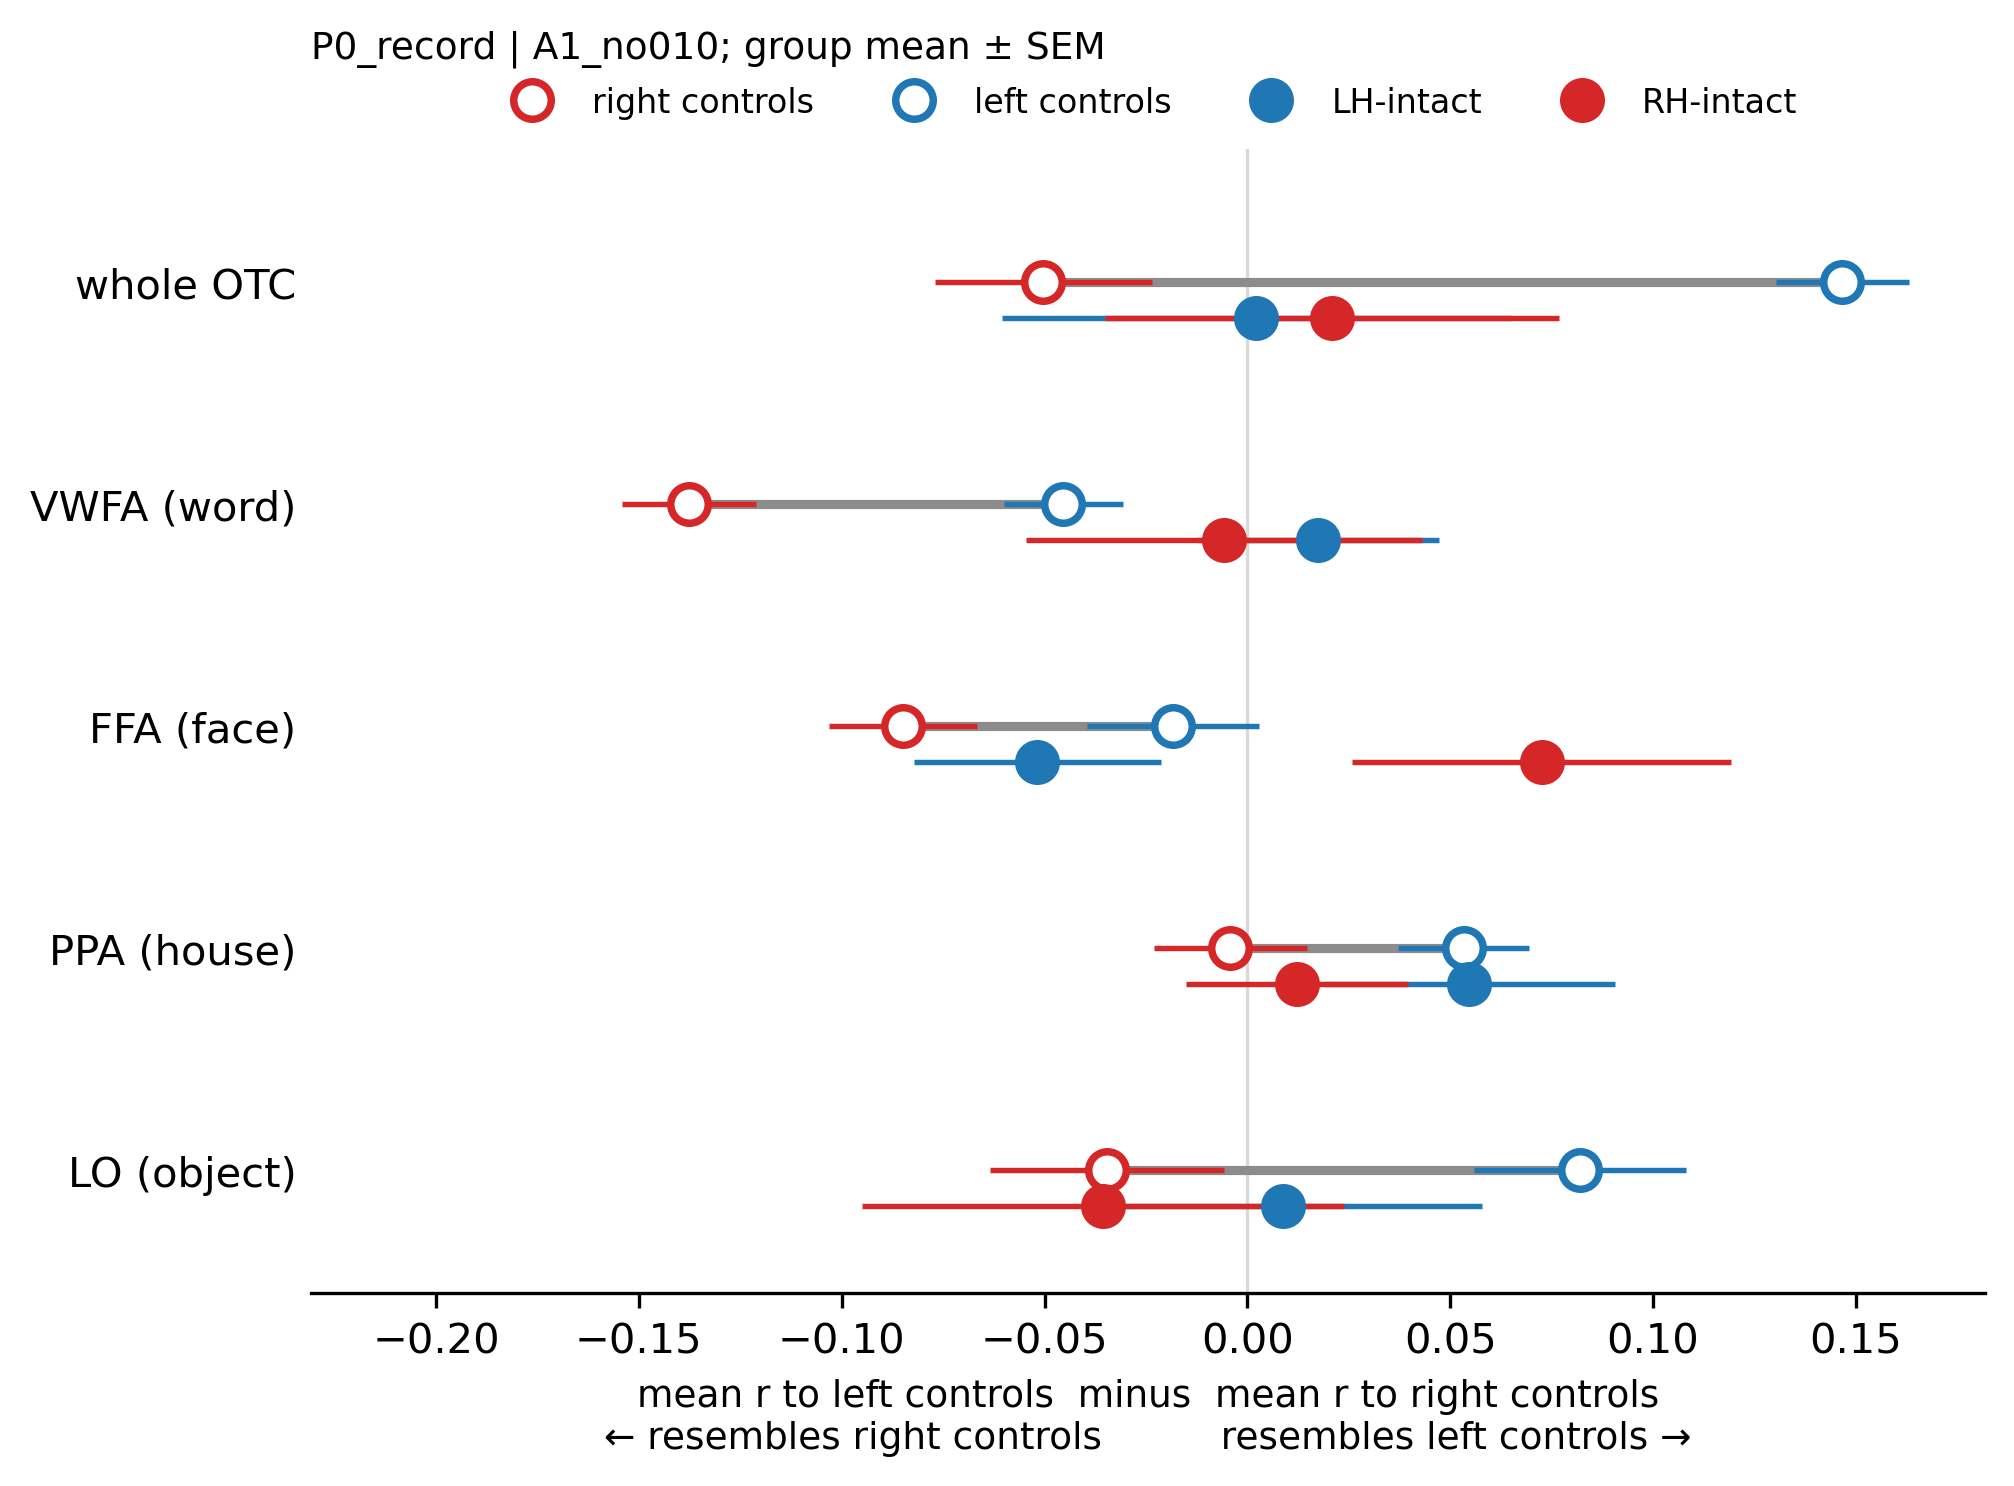 P0_record | A1_no010; group mean ± SEM
right controls left controls LH-intact RH-intact
whole OTC
VWFA (word)
FFA (face)
PPA (house)
LO (object)
−0.20 −0.15 −0.10 −0.05 0.00 0.05 0.10 0.15
mean r to left controls minus mean r to right controls
← resembles right controls resembles left controls →